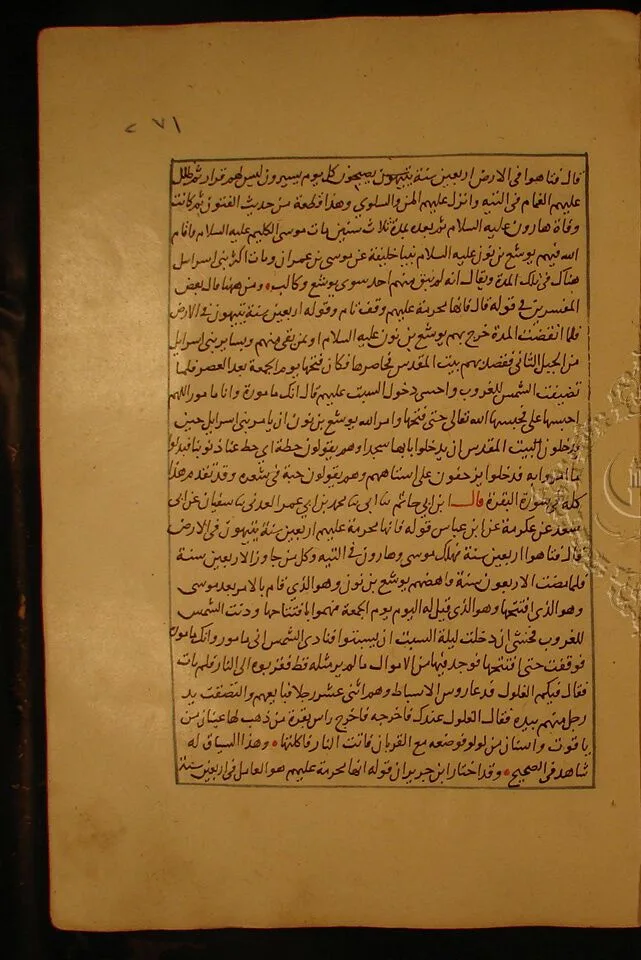 ٢٧١
قال فتاهوا في الارض اربعين سنة يتيهون يصبحون كل يوم يسيرون ليس لهم قرار ثم ظلل
عليهم الغمام في التيه وانزل عليهم المن والسلوي وهذا قطعة من حديث الفتون ثم كانت
وفاة هارون عليه السلام ثم بعده بمدة ثلاث سنين مات موسى الكليم عليه السلام واقام
الله فيهم يوشع بن نون عليه السلام نبيا خليفة عن موسى بن عمران ومات اكثر بني اسرائيل
هناك في تلك المدة ويقال انه لم يبق منهم احد سوى يوشع وكالب ومن ههنا قال بعض
المفسرين في قوله قال فانها محرمة عليهم وقف تام وقوله اربعين سنة يتيهون في الارض
فلما انقضت المدة خرج بهم يوشع بن نون عليه السلام او بمن بقي منهم وبسائر بني اسرائيل
من الجيل الثاني فقصد بهم بيت المقدس فحاصرها فكان فتحها يوم الجمعة بعد العصر فلما
تضيفت الشمس للغروب واحسى دخول السبت عليهم قال انك مامورة وانا مامور اللهم
احبسها علي فحبسها الله تعالى حتى فتحها وامر الله يوشع بن نون ان يامر بني اسرائيل حين
يدخلون البيت المقدس ان يدخلوا بابها سجدا وهم يقولون حطة اي حط عنا ذنوبنا فبدلوا
ما امروا به فدخلوا يزحفون على استاههم وهم يقولون حبة في شعره وقد تقدم هذا
كله في سورة البقرة قال ابن ابي حاتم ثنا ابي ثنا محمد بن ابي عمر العدني ثنا سفيان عن ابي
سعد عن عكرمة عن ابن عباس قوله فانها محرمة عليهم اربعين سنة يتيهون في الارض
قال فتاهوا اربعين سنة فهلك موسى وهارون في التيه وكل من جاوز الاربعين سنة
فلما مضت الاربعون سنة ناهضهم يوشع بن نون وهو الذي قام بالامر بعد موسى
وهو الذي افتتحها وهو الذي قيل له اليوم يوم الجمعة فهموا بافتتاحها ودنت الشمس
للغروب فخشي ان دخلت ليلة السبت ان يسبتوا فنادى الشمس اني مامور وانك مامورة
فوقفت حتى افتتحها فوجد فيها من الاموال ما لم ير مثله قط فقربوه الى النار فلم تات
فقال فيكم الغلول فدعا رؤس الاسباط وهم اثني عشر رجلا فبايعهم والتصقت يد
رجل منهم بيده فقال الغلول عندك فاخرجه فاخرج راس بقرة من ذهب لها عينان من
ياقوت واسنان من لولو فوضعه مع القربان فاتت النار فاكلتها وهذا السياق له
شاهد في الصحيح وقد اختار ابن جرير ان قوله انها محرمة عليهم هو العامل في اربعين سنة